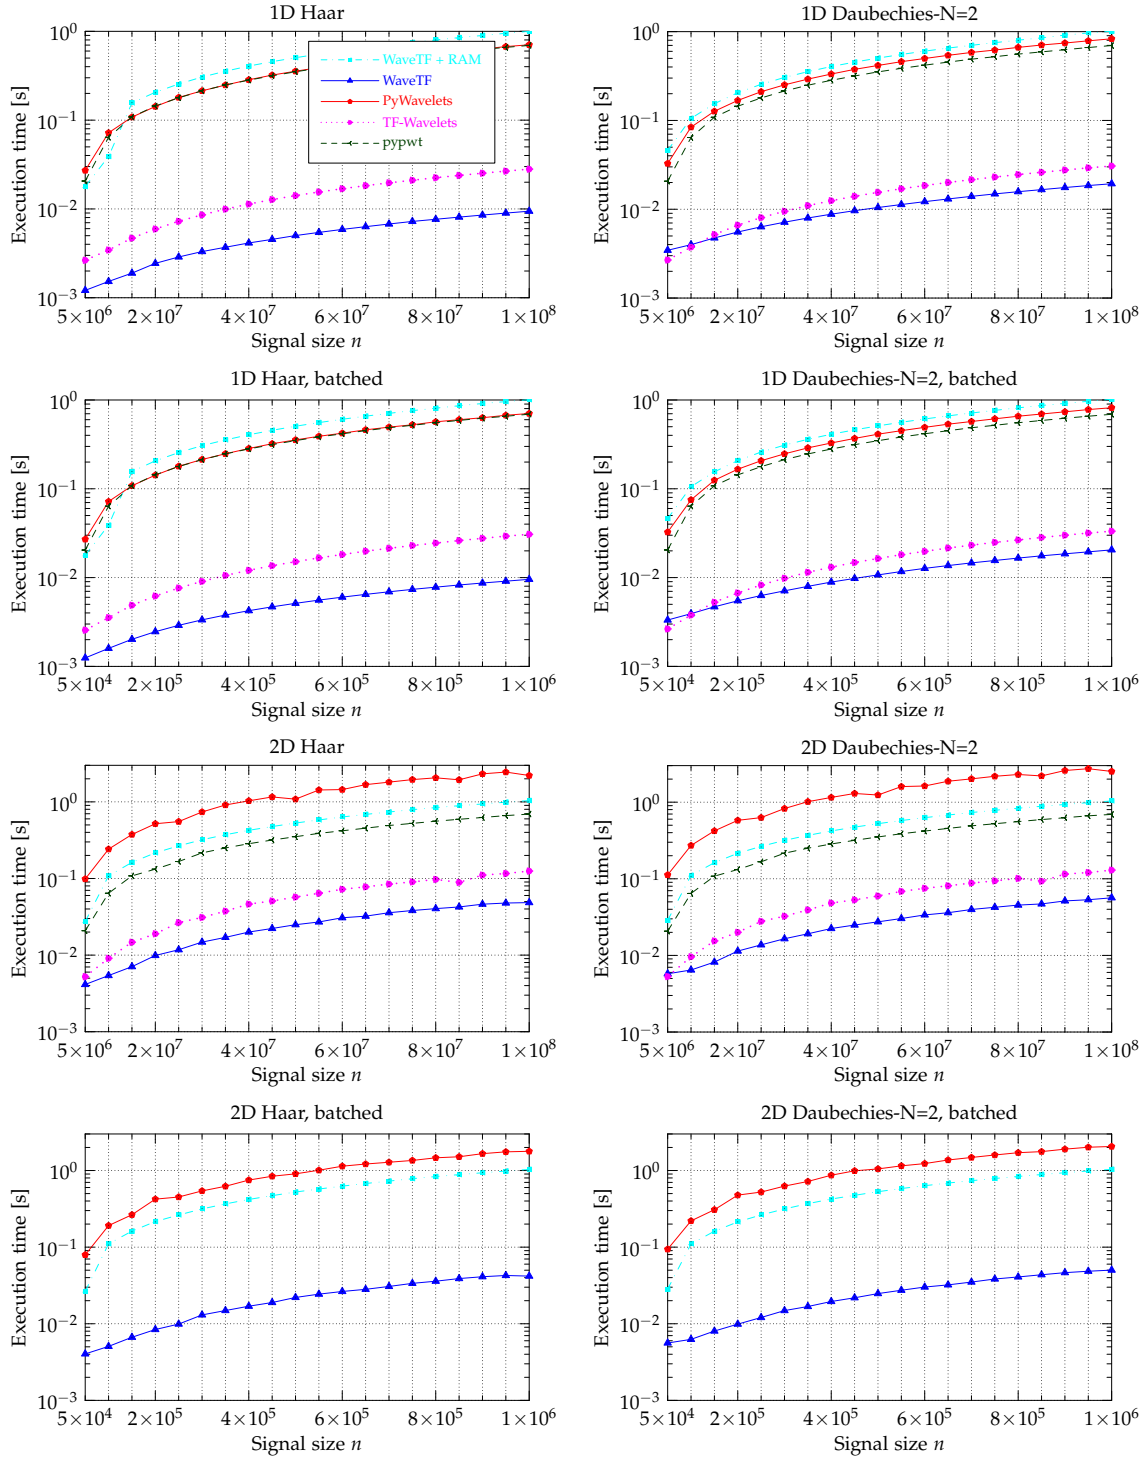 1D Haar
Execution time [s]
10^0
10^-1
10^-2
10^-3
WaveTF + RAM
WaveTF
PyWavelets
TF-Wavelets
pypwt
5×10^6 2×10^7 4×10^7 6×10^7 8×10^7 1×10^8
Signal size n
1D Daubechies-N=2
Execution time [s]
10^0
10^-1
10^-2
10^-3
5×10^6 2×10^7 4×10^7 6×10^7 8×10^7 1×10^8
Signal size n
1D Haar, batched
Execution time [s]
10^0
10^-1
10^-2
10^-3
5×10^4 2×10^5 4×10^5 6×10^5 8×10^5 1×10^6
Signal size n
1D Daubechies-N=2, batched
Execution time [s]
10^0
10^-1
10^-2
10^-3
5×10^4 2×10^5 4×10^5 6×10^5 8×10^5 1×10^6
Signal size n
2D Haar
Execution time [s]
10^0
10^-1
10^-2
10^-3
5×10^6 2×10^7 4×10^7 6×10^7 8×10^7 1×10^8
Signal size n
2D Daubechies-N=2
Execution time [s]
10^0
10^-1
10^-2
10^-3
5×10^6 2×10^7 4×10^7 6×10^7 8×10^7 1×10^8
Signal size n
2D Haar, batched
Execution time [s]
10^0
10^-1
10^-2
10^-3
5×10^4 2×10^5 4×10^5 6×10^5 8×10^5 1×10^6
Signal size n
2D Daubechies-N=2, batched
Execution time [s]
10^0
10^-1
10^-2
10^-3
5×10^4 2×10^5 4×10^5 6×10^5 8×10^5 1×10^6
Signal size n